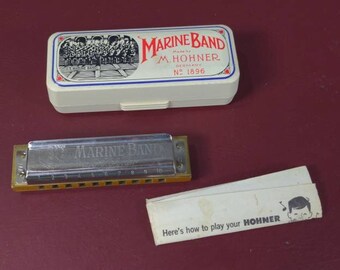 MARINE BAND
M. HOHNER
No 1896
MARINE BAND
Here's how to play your HOHNER